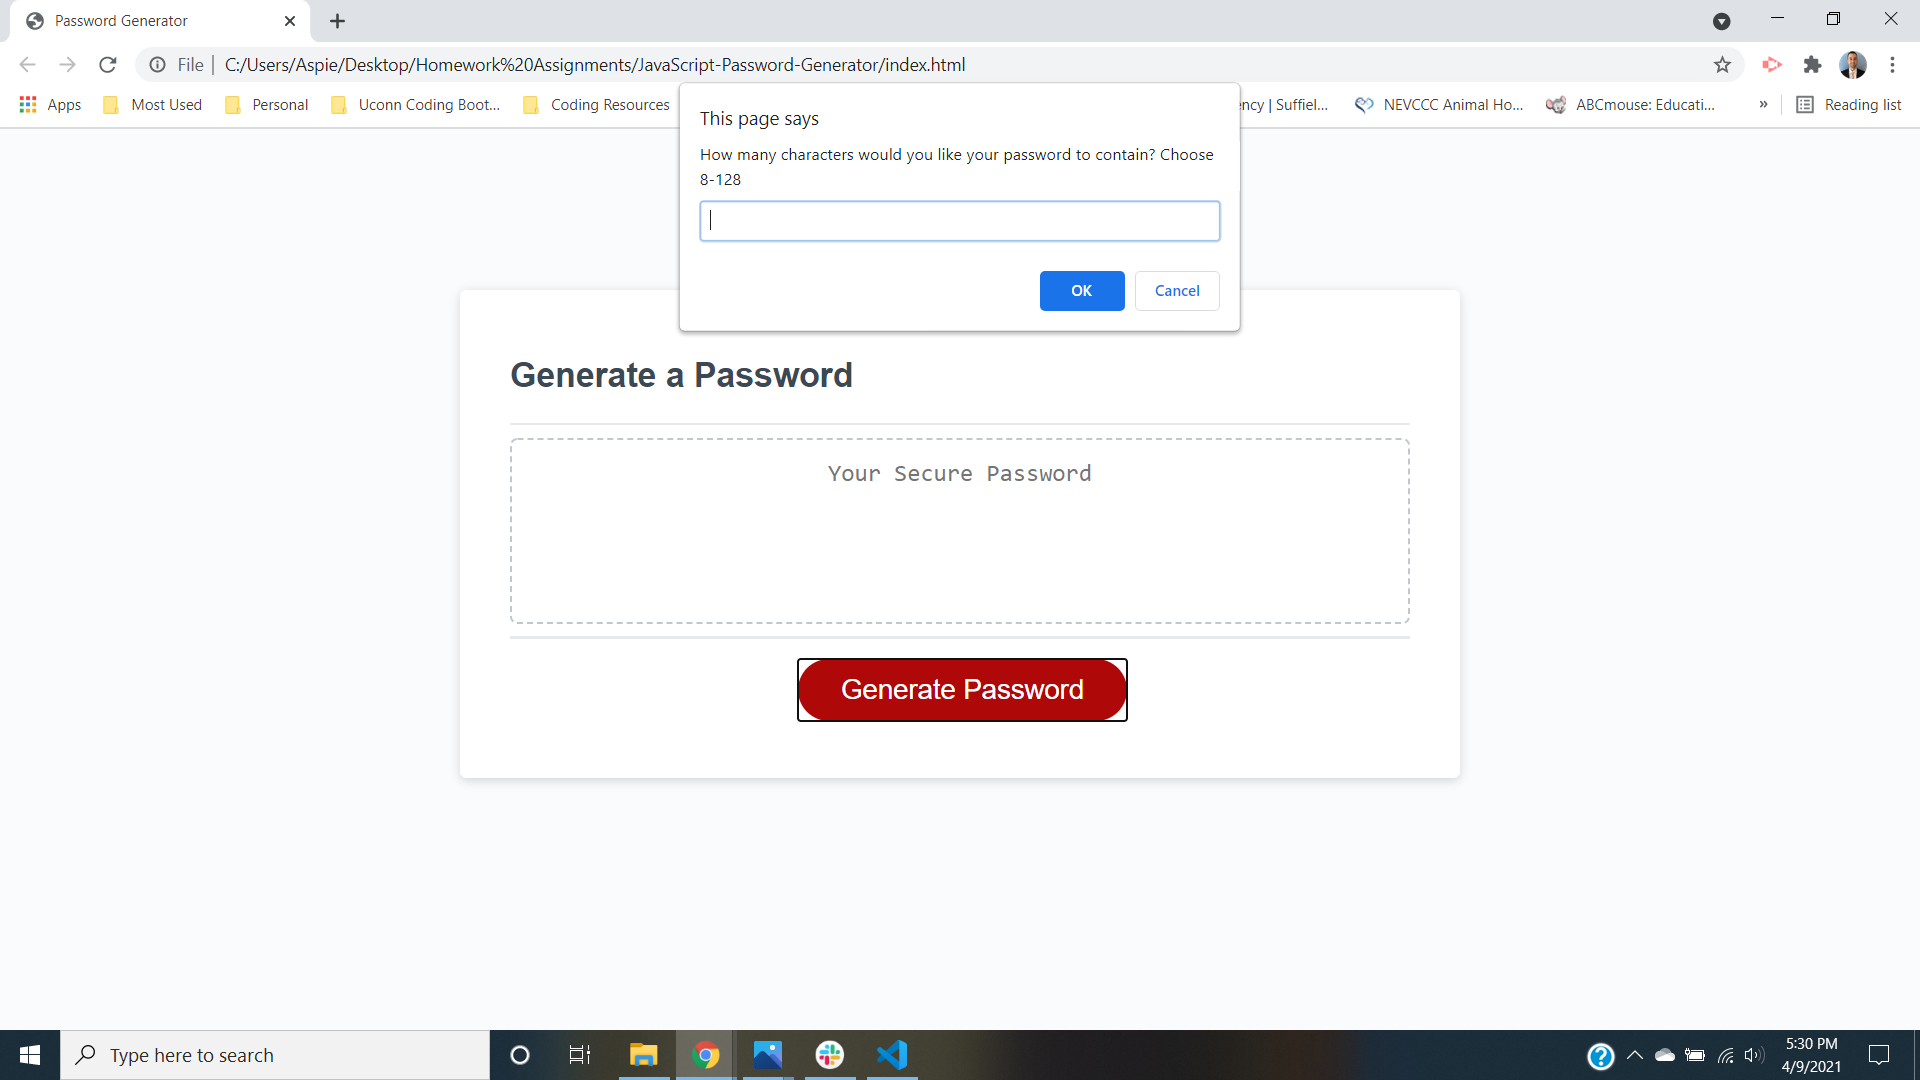 Password Generator
File | C:/Users/Aspie/Desktop/Homework%20Assignments/JavaScript-Password-Generator/index.html
Apps Most Used Personal Uconn Coding Boot... Coding Resources ency | Suffiel... NEVCCC Animal Ho... ABCmouse: Educati... » Reading list
This page says
How many characters would you like your password to contain? Choose
8-128
OK Cancel
Generate a Password
Your Secure Password
Generate Password
Type here to search
5:30 PM
4/9/2021